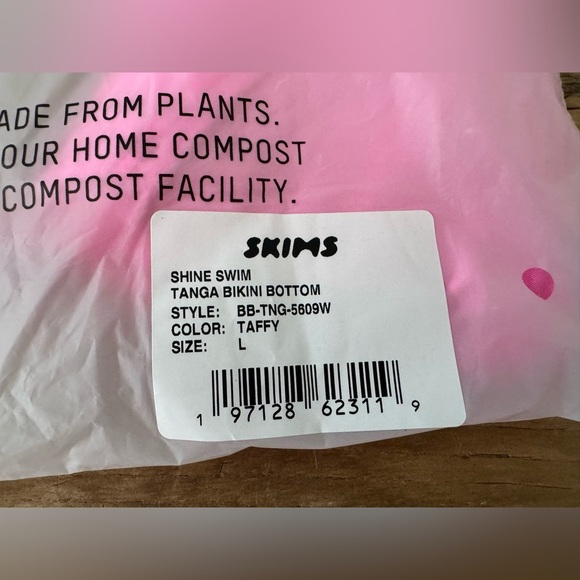 ADE FROM PLANTS.
OUR HOME COMPOST
COMPOST FACILITY.
SKIMS
SHINE SWIM
TANGA BIKINI BOTTOM
STYLE: BB-TNG-5609W
COLOR: TAFFY
SIZE: L
1 97128 62311 9